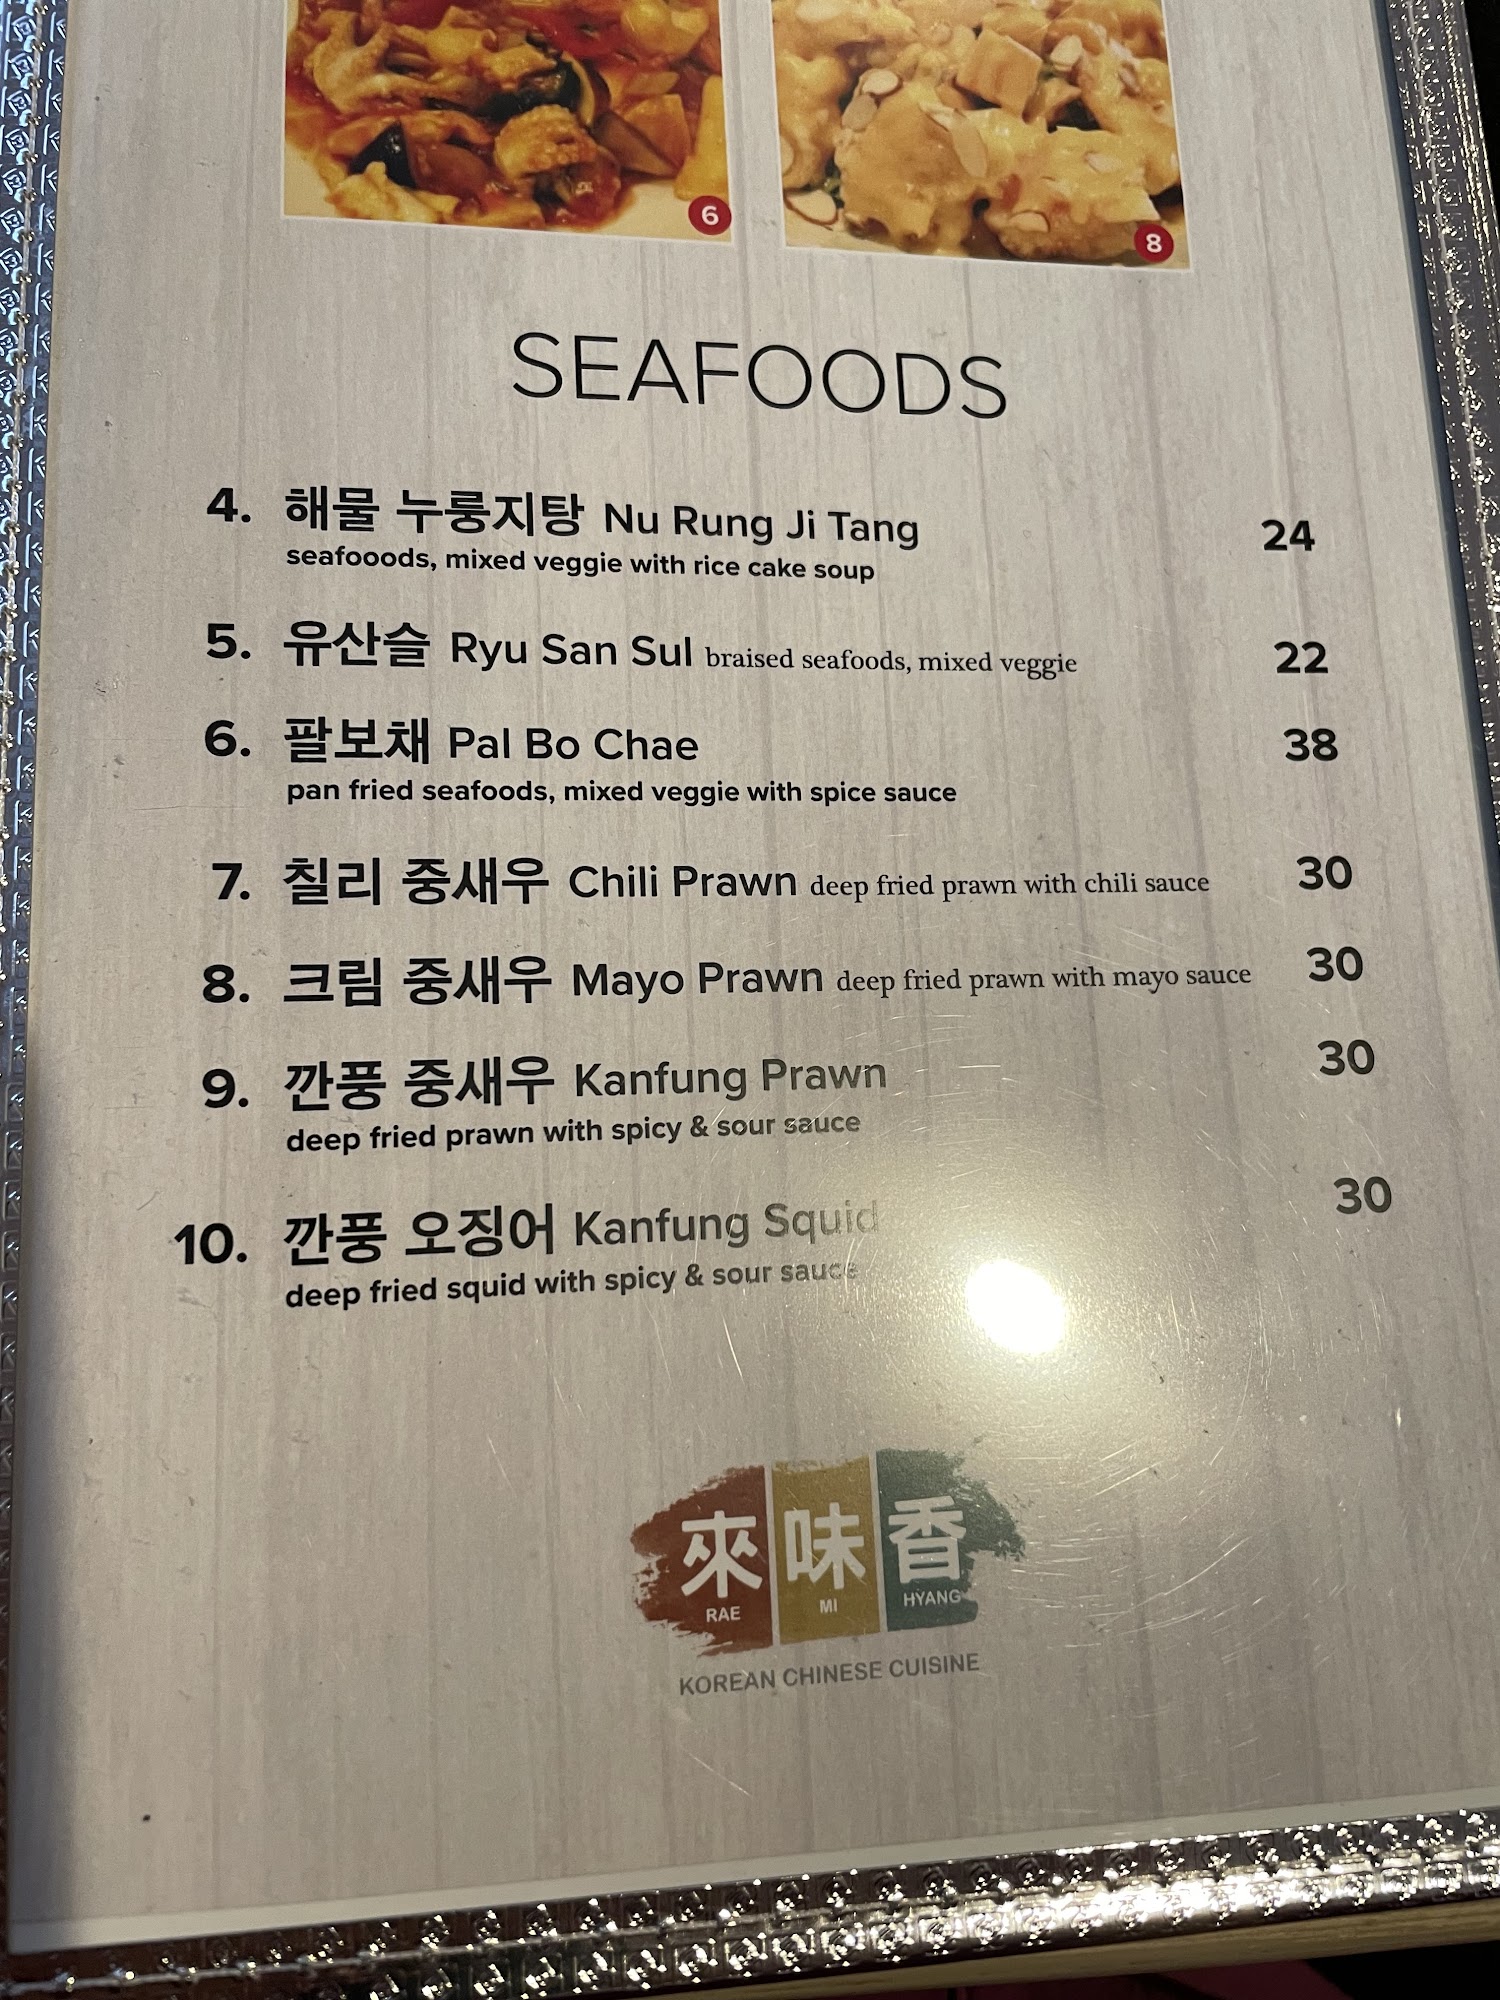 6
8
SEAFOODS
4. 해물 누룽지탕 Nu Rung Ji Tang 24
seafooods, mixed veggie with rice cake soup
5. 유산슬 Ryu San Sul braised seafoods, mixed veggie 22
6. 팔보채 Pal Bo Chae 38
pan fried seafoods, mixed veggie with spice sauce
7. 칠리 중새우 Chili Prawn deep fried prawn with chili sauce 30
8. 크림 중새우 Mayo Prawn deep fried prawn with mayo sauce 30
9. 깐풍 중새우 Kanfung Prawn 30
deep fried prawn with spicy & sour sauce
10. 깐풍 오징어 Kanfung Squid 30
deep fried squid with spicy & sour sauce
來味香
RAE MI HYANG
KOREAN CHINESE CUISINE